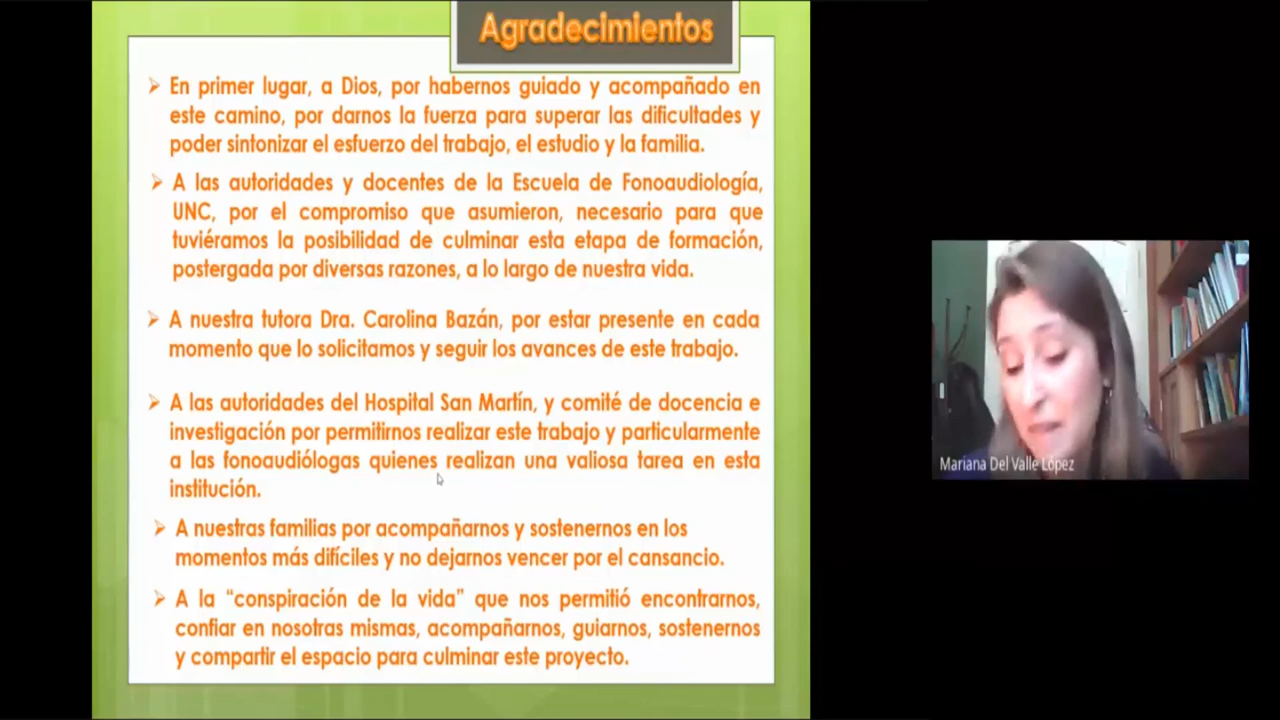 Agradecimientos
➢ En primer lugar, a Dios, por habernos guiado y acompañado en
este camino, por darnos la fuerza para superar las dificultades y
poder sintonizar el esfuerzo del trabajo, el estudio y la familia.
➢ A las autoridades y docentes de la Escuela de Fonoaudiología,
UNC, por el compromiso que asumieron, necesario para que
tuviéramos la posibilidad de culminar esta etapa de formación,
postergada por diversas razones, a lo largo de nuestra vida.
➢ A nuestra tutora Dra. Carolina Bazán, por estar presente en cada
momento que lo solicitamos y seguir los avances de este trabajo.
➢ A las autoridades del Hospital San Martín, y comité de docencia e
investigación por permitirnos realizar este trabajo y particularmente
a las fonoaudiólogas quienes realizan una valiosa tarea en esta
institución.
➢ A nuestras familias por acompañarnos y sostenernos en los
momentos más difíciles y no dejarnos vencer por el cansancio.
➢ A la “conspiración de la vida” que nos permitió encontrarnos,
confiar en nosotras mismas, acompañarnos, guiarnos, sostenernos
y compartir el espacio para culminar este proyecto.
Mariana Del Valle López